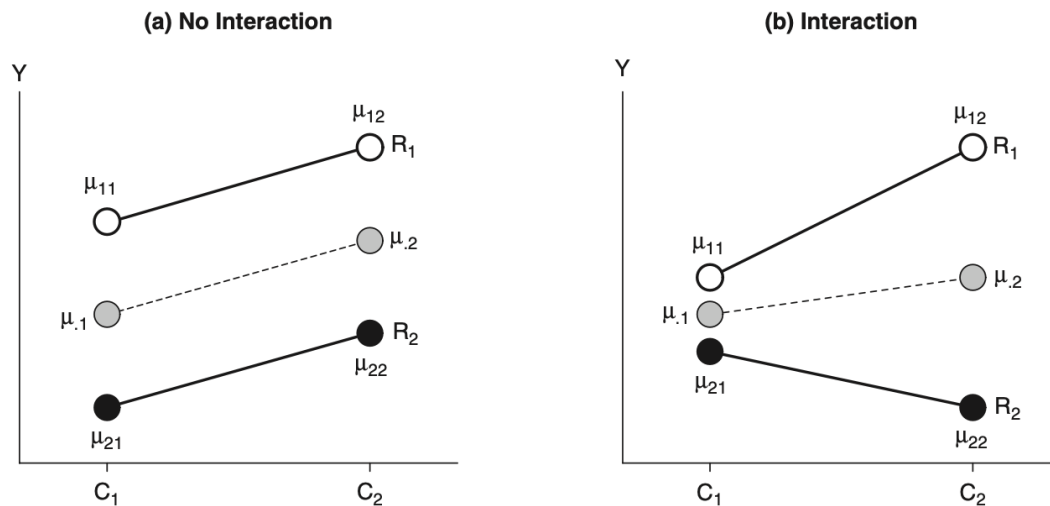 (a) No Interaction
Y
μ12
R1
μ11
μ.2
μ.1
R2
μ22
μ21
C1
C2
(b) Interaction
Y
μ12
R1
μ11
μ.2
μ.1
μ21
R2
μ22
C1
C2